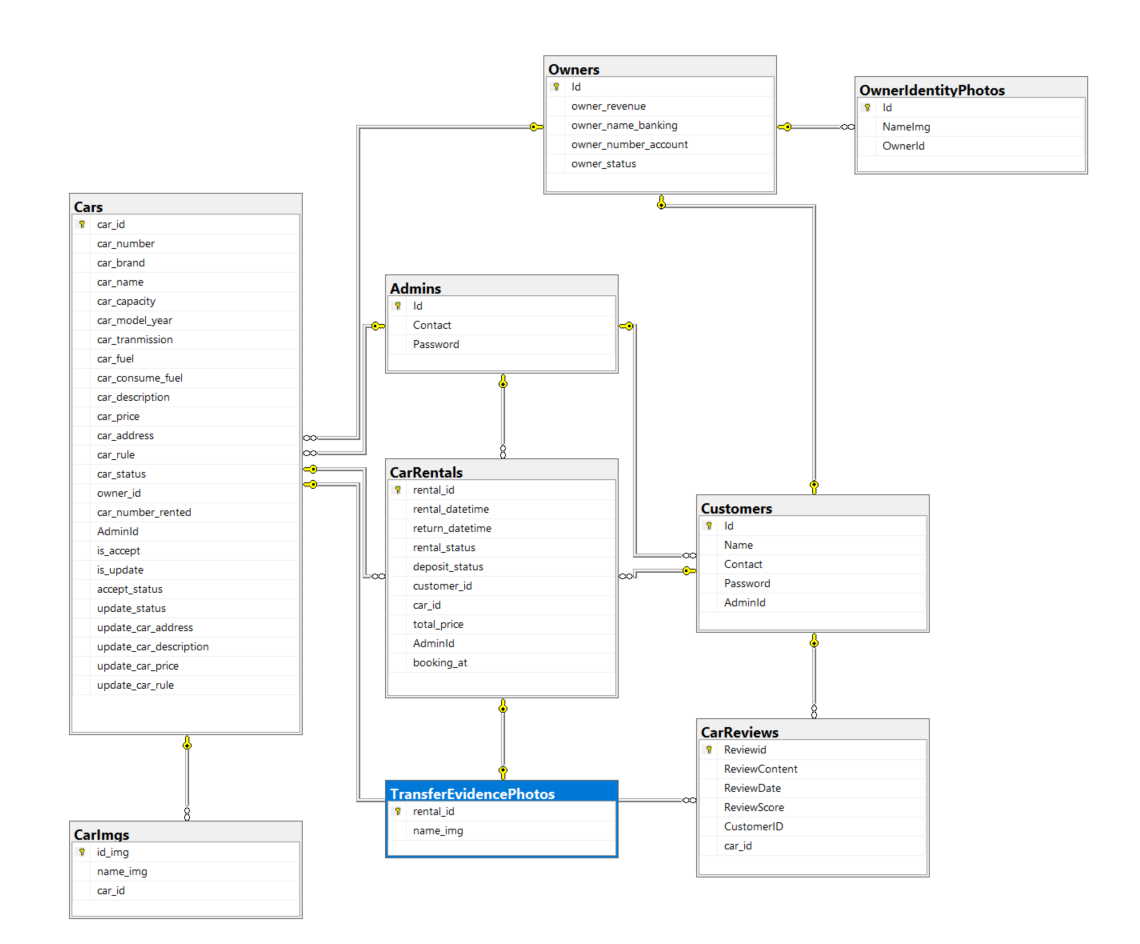 Owners
Id
owner_revenue
owner_name_banking
owner_number_account
owner_status
OwnerIdentityPhotos
Id
NameImg
OwnerId
Cars
car_id
car_number
car_brand
car_name
car_capacity
car_model_year
car_tranmission
car_fuel
car_consume_fuel
car_description
car_price
car_address
car_rule
car_status
owner_id
car_number_rented
AdminId
is_accept
is_update
accept_status
update_status
update_car_address
update_car_description
update_car_price
update_car_rule
Admins
Id
Contact
Password
CarRentals
rental_id
rental_datetime
return_datetime
rental_status
deposit_status
customer_id
car_id
total_price
AdminId
booking_at
Customers
Id
Name
Contact
Password
AdminId
TransferEvidencePhotos
rental_id
name_img
CarReviews
Reviewid
ReviewContent
ReviewDate
ReviewScore
CustomerID
car_id
CarImgs
id_img
name_img
car_id